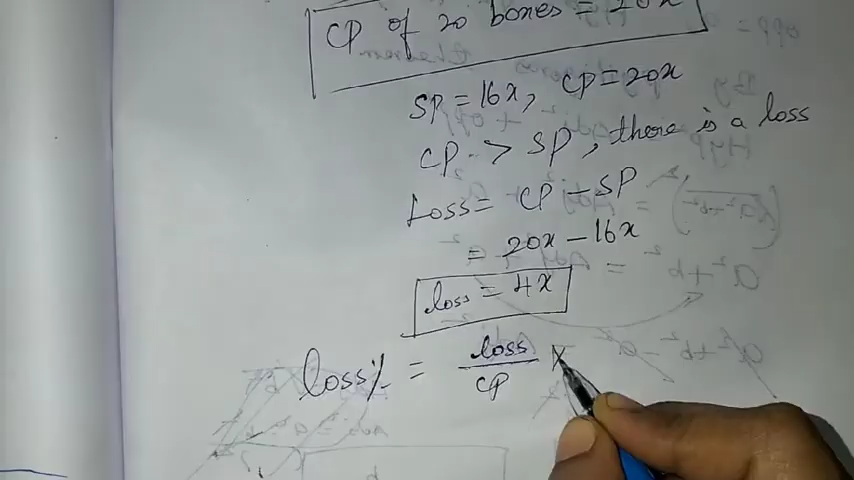 CP of 20 boxes = 20x
SP = 16x, CP = 20x
CP > SP, there is a loss
Loss = CP - SP
= 20x - 16x
loss = 4x
loss% = loss/CP ×